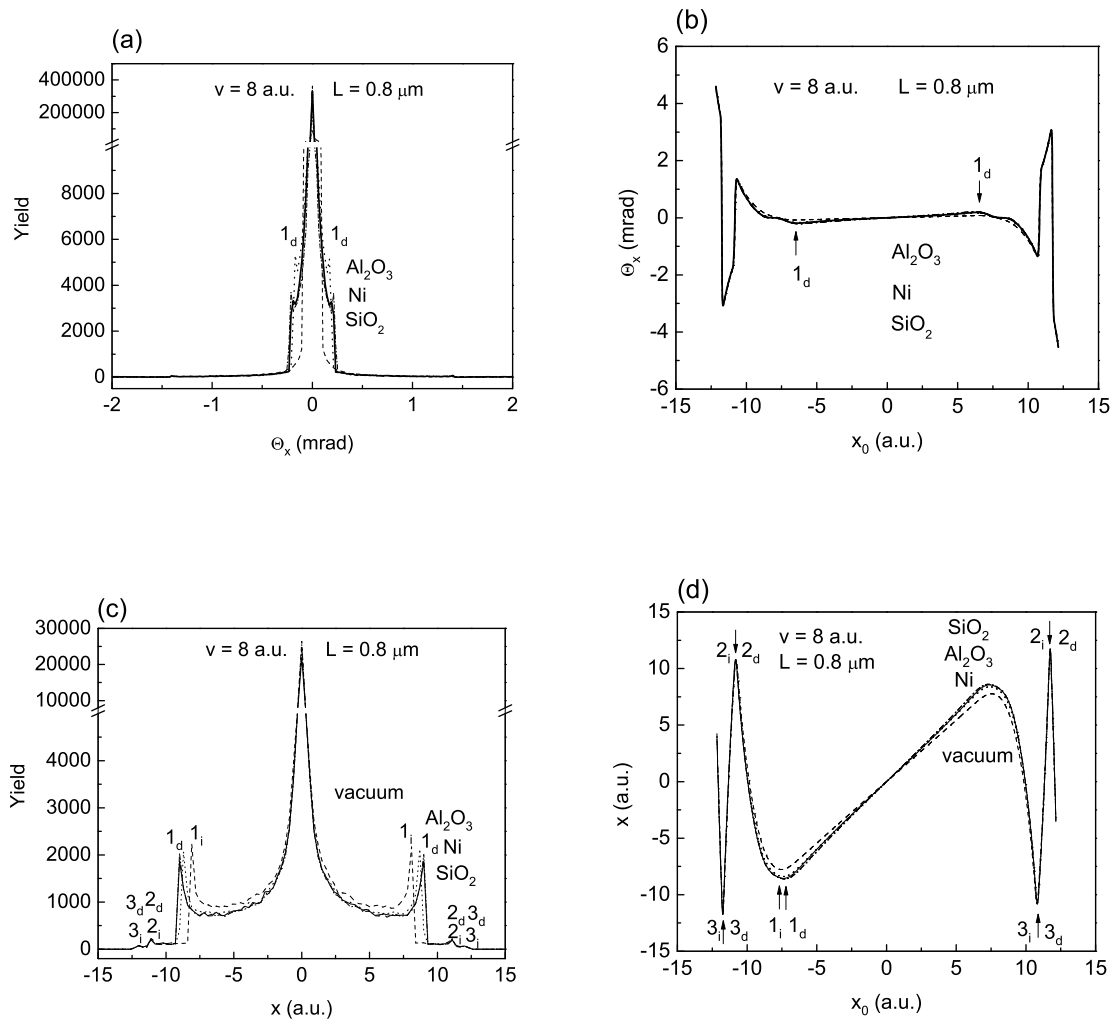 (a)
v = 8 a.u. L = 0.8 μm
400000
200000
8000
6000
4000
2000
0
Yield
1d 1d
Al2O3
Ni
SiO2
-2 -1 0 1 2
Θx (mrad)
(b)
v = 8 a.u. L = 0.8 μm
6
4
2
0
-2
-4
-6
Θx (mrad)
1d
1d
Al2O3
Ni
SiO2
-15 -10 -5 0 5 10 15
x0 (a.u.)
(c)
v = 8 a.u. L = 0.8 μm
30000
25000
20000
15000
4000
3000
2000
1000
0
Yield
vacuum
Al2O3
1d 1i 1i 1d Ni
SiO2
3d 2d 2d 3d
3i 2i 2i 3i
-15 -10 -5 0 5 10 15
x (a.u.)
(d)
15
10
5
0
-5
-10
-15
x (a.u.)
2i 2d
v = 8 a.u.
L = 0.8 μm
SiO2
Al2O3
Ni
2i 2d
vacuum
3i 3d 1i 1d 3i 3d
-15 -10 -5 0 5 10 15
x0 (a.u.)